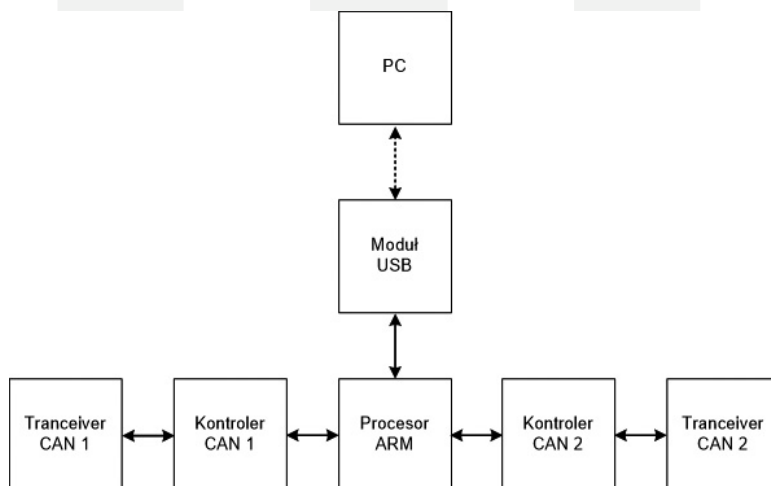 PC
Moduł
USB
Tranceiver
CAN 1
Kontroler
CAN 1
Procesor
ARM
Kontroler
CAN 2
Tranceiver
CAN 2